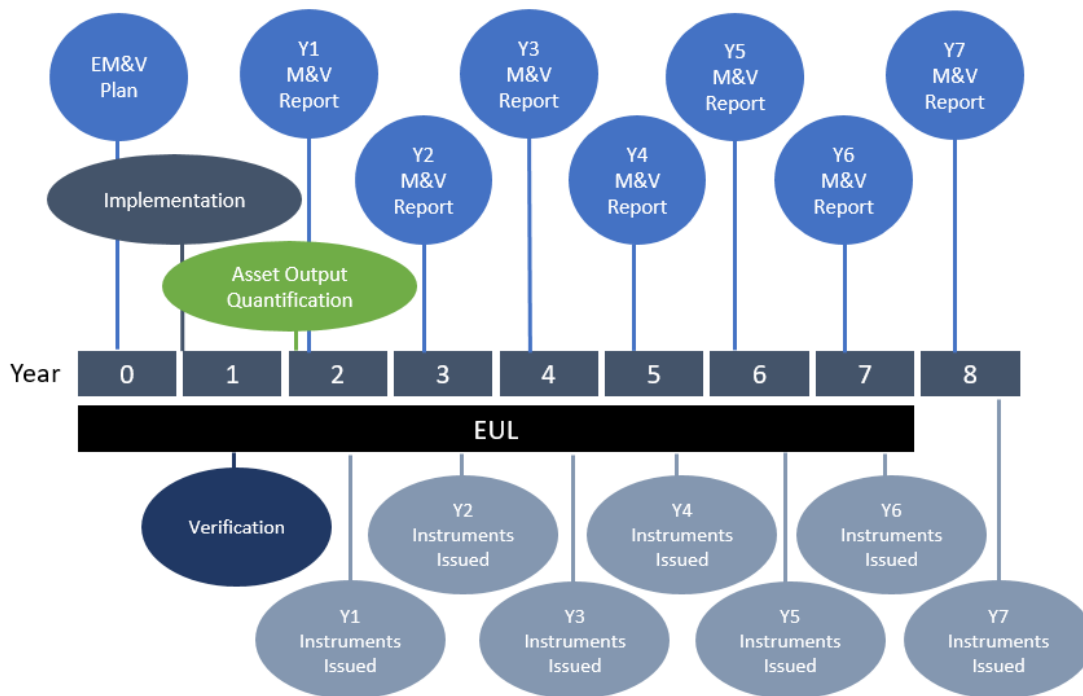 EM&V
Plan
Y1
M&V
Report
Y3
M&V
Report
Y5
M&V
Report
Y7
M&V
Report
Y2
M&V
Report
Y4
M&V
Report
Y6
M&V
Report
Implementation
Asset Output
Quantification
Year 0 1 2 3 4 5 6 7 8
EUL
Verification
Y2
Instruments
Issued
Y4
Instruments
Issued
Y6
Instruments
Issued
Y1
Instruments
Issued
Y3
Instruments
Issued
Y5
Instruments
Issued
Y7
Instruments
Issued